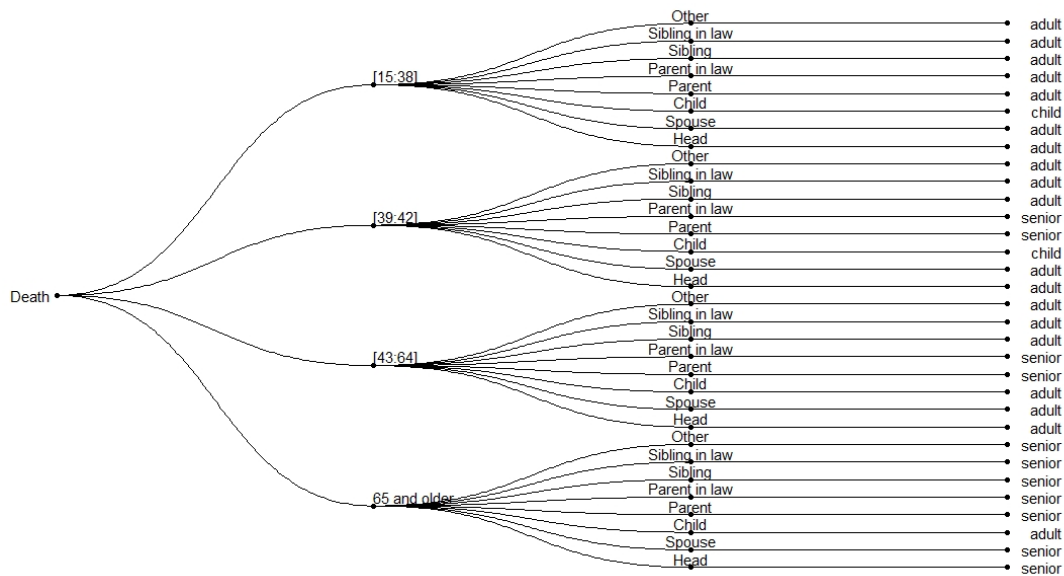 Death
[15:38]
Other adult
Sibling in law adult
Sibling adult
Parent in law adult
Parent adult
Child child
Spouse adult
Head adult
[39:42]
Other adult
Sibling in law adult
Sibling adult
Parent in law senior
Parent senior
Child child
Spouse adult
Head adult
[43:64]
Other adult
Sibling in law adult
Sibling adult
Parent in law senior
Parent senior
Child adult
Spouse adult
Head adult
65 and older
Other senior
Sibling in law senior
Sibling senior
Parent in law senior
Parent senior
Child adult
Spouse senior
Head senior